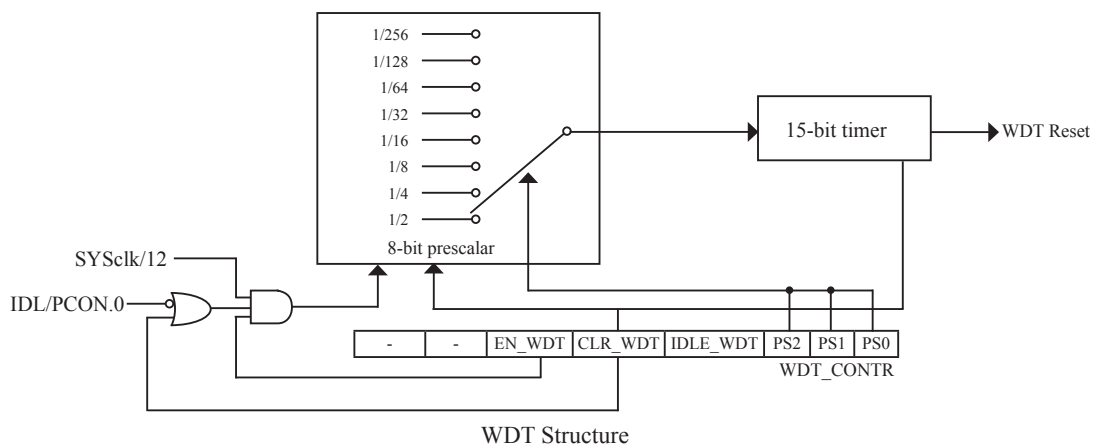 1/256
1/128
1/64
1/32
1/16
1/8
1/4
1/2
8-bit prescalar
15-bit timer
WDT Reset
SYSclk/12
IDL/PCON.0
- - EN_WDT CLR_WDT IDLE_WDT PS2 PS1 PS0
WDT_CONTR
WDT Structure